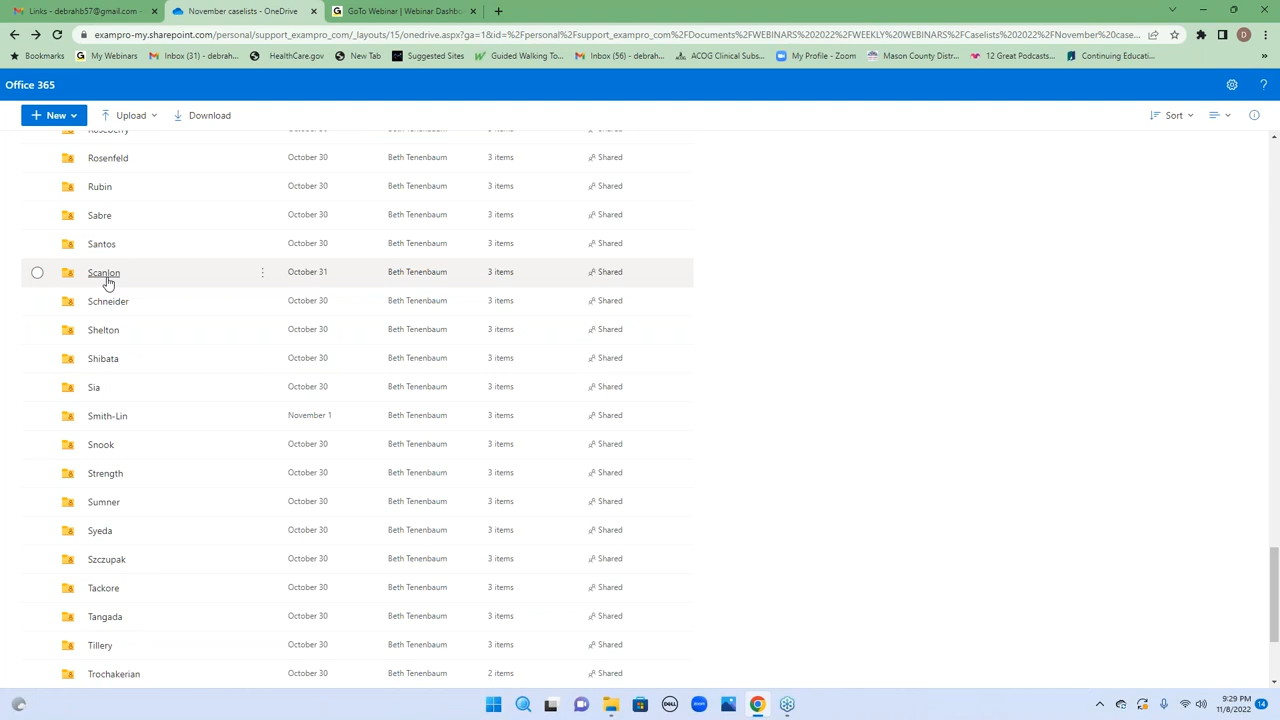 Links - debrahb57@gmail.com -
November caselists - OneDrive
GoTo Webinar | Webinar Dashbo
exampro-my.sharepoint.com/personal/support_exampro_com/_layouts/15/onedrive.aspx?ga=1&id=%2Fpersonal%2Fsupport_exampro_com%2FDocuments%2FWEBINARS%202022%2FWEEKLY%20WEBINARS%2FCaselists%202022%2FNovember%20case...
Bookmarks My Webinars Inbox (31) - debrah... HealthCare.gov New Tab Suggested Sites Guided Walking To... Inbox (56) - debrah... ACOG Clinical Subs... My Profile - Zoom Mason County Distr... 12 Great Podcasts... Continuing Educati... »
Office 365
New Upload Download Sort
Roseberry
Rosenfeld October 30 Beth Tenenbaum 3 items Shared
Rubin October 30 Beth Tenenbaum 3 items Shared
Sabre October 30 Beth Tenenbaum 3 items Shared
Santos October 30 Beth Tenenbaum 3 items Shared
Scanlon October 31 Beth Tenenbaum 3 items Shared
Schneider October 30 Beth Tenenbaum 3 items Shared
Shelton October 30 Beth Tenenbaum 3 items Shared
Shibata October 30 Beth Tenenbaum 3 items Shared
Sia October 30 Beth Tenenbaum 3 items Shared
Smith-Lin November 1 Beth Tenenbaum 3 items Shared
Snook October 30 Beth Tenenbaum 3 items Shared
Strength October 30 Beth Tenenbaum 3 items Shared
Sumner October 30 Beth Tenenbaum 3 items Shared
Syeda October 30 Beth Tenenbaum 3 items Shared
Szczupak October 30 Beth Tenenbaum 3 items Shared
Tackore October 30 Beth Tenenbaum 3 items Shared
Tangada October 30 Beth Tenenbaum 3 items Shared
Tillery October 30 Beth Tenenbaum 3 items Shared
Trochakerian October 30 Beth Tenenbaum 2 items Shared
DELL
zoom
9:29 PM
11/8/2022
14